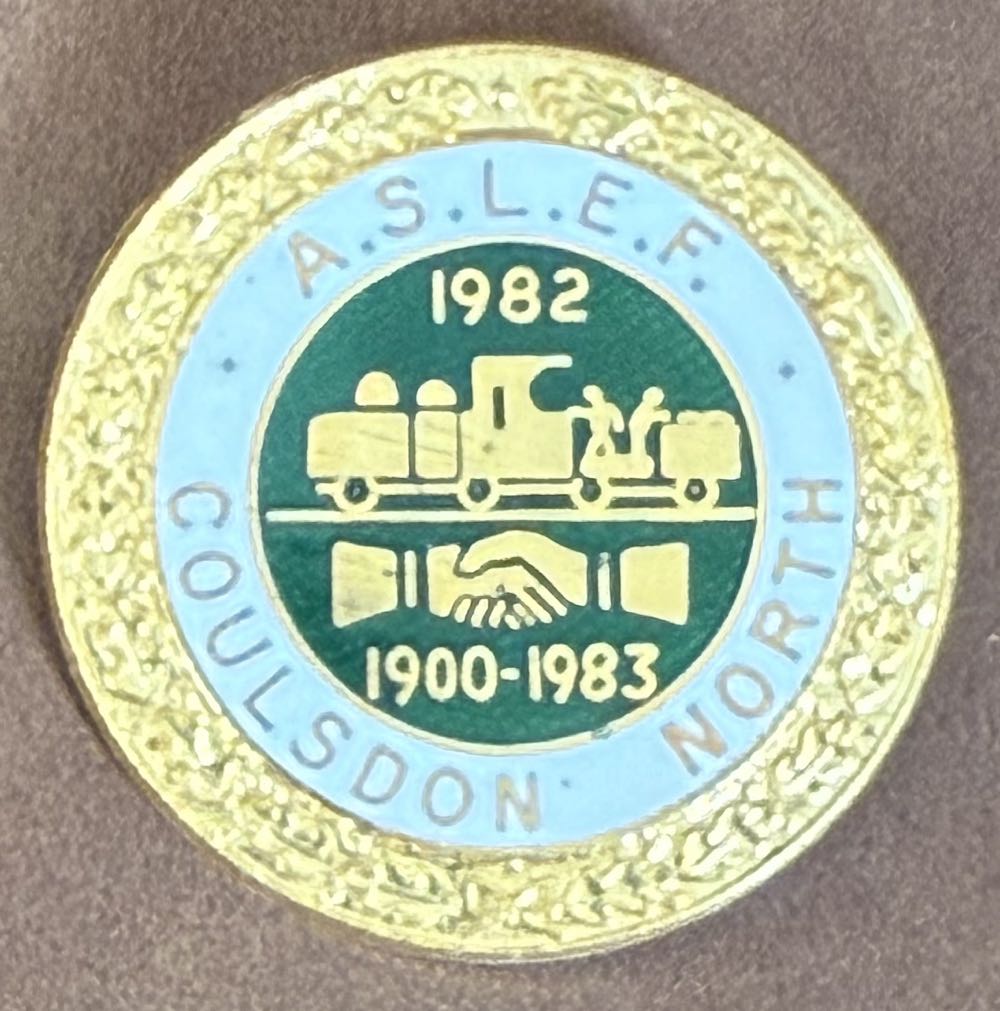 A.S.L.E.F.
1982
1900-1983
COULSDON NORTH